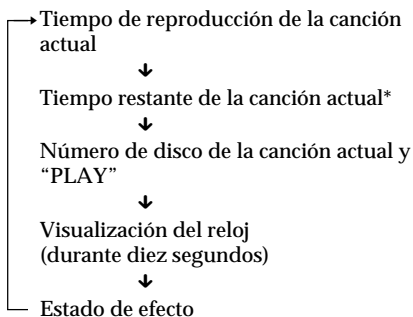 Tiempo de reproducción de la canción
actual
Tiempo restante de la canción actual*
Número de disco de la canción actual y
“PLAY”
Visualización del reloj
(durante diez segundos)
Estado de efecto